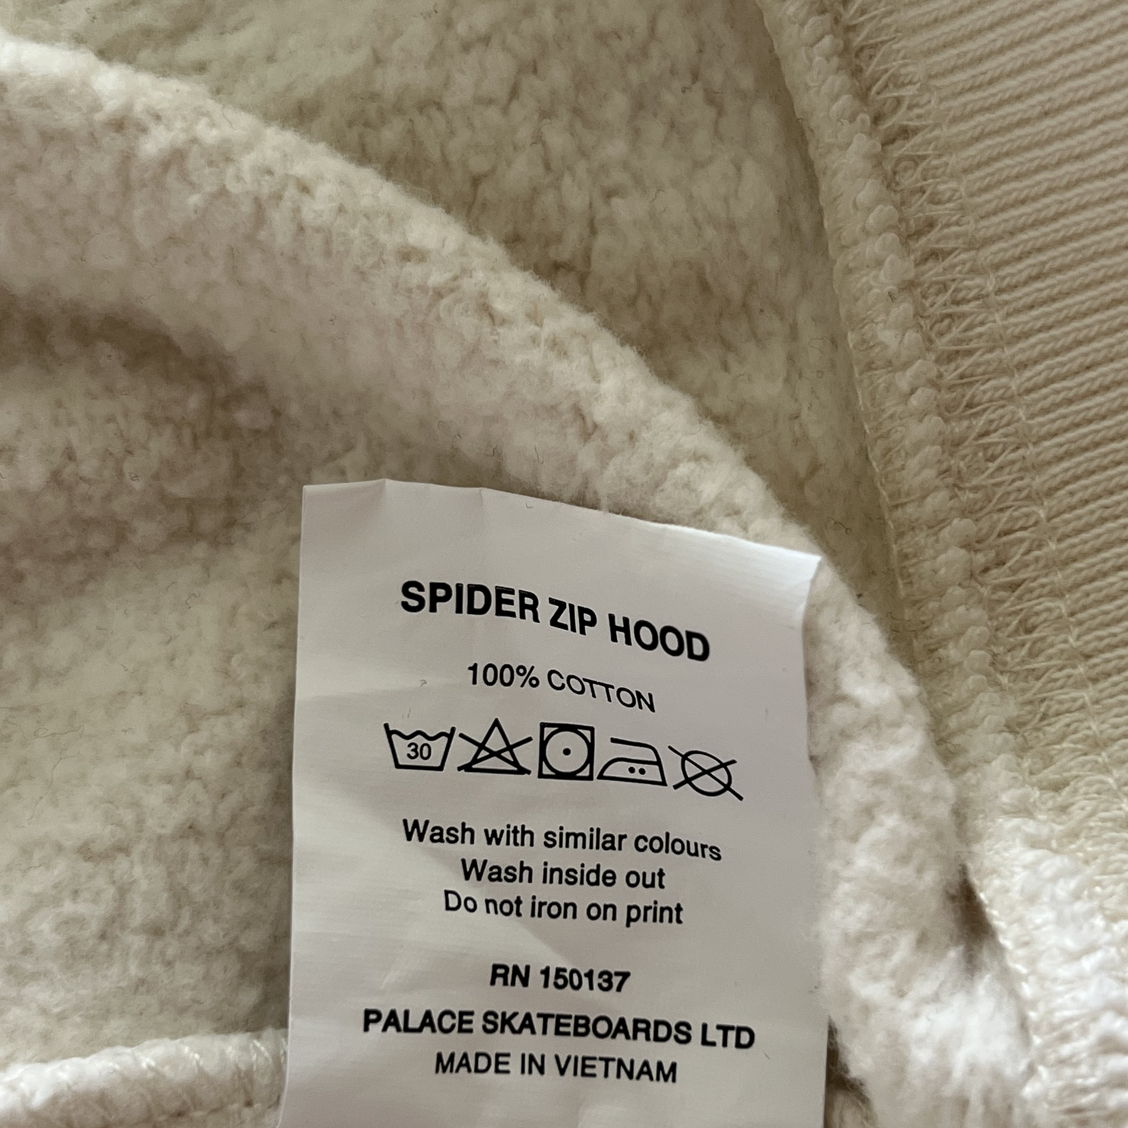 SPIDER ZIP HOOD
100% COTTON
30
Wash with similar colours
Wash inside out
Do not iron on print
RN 150137
PALACE SKATEBOARDS LTD
MADE IN VIETNAM